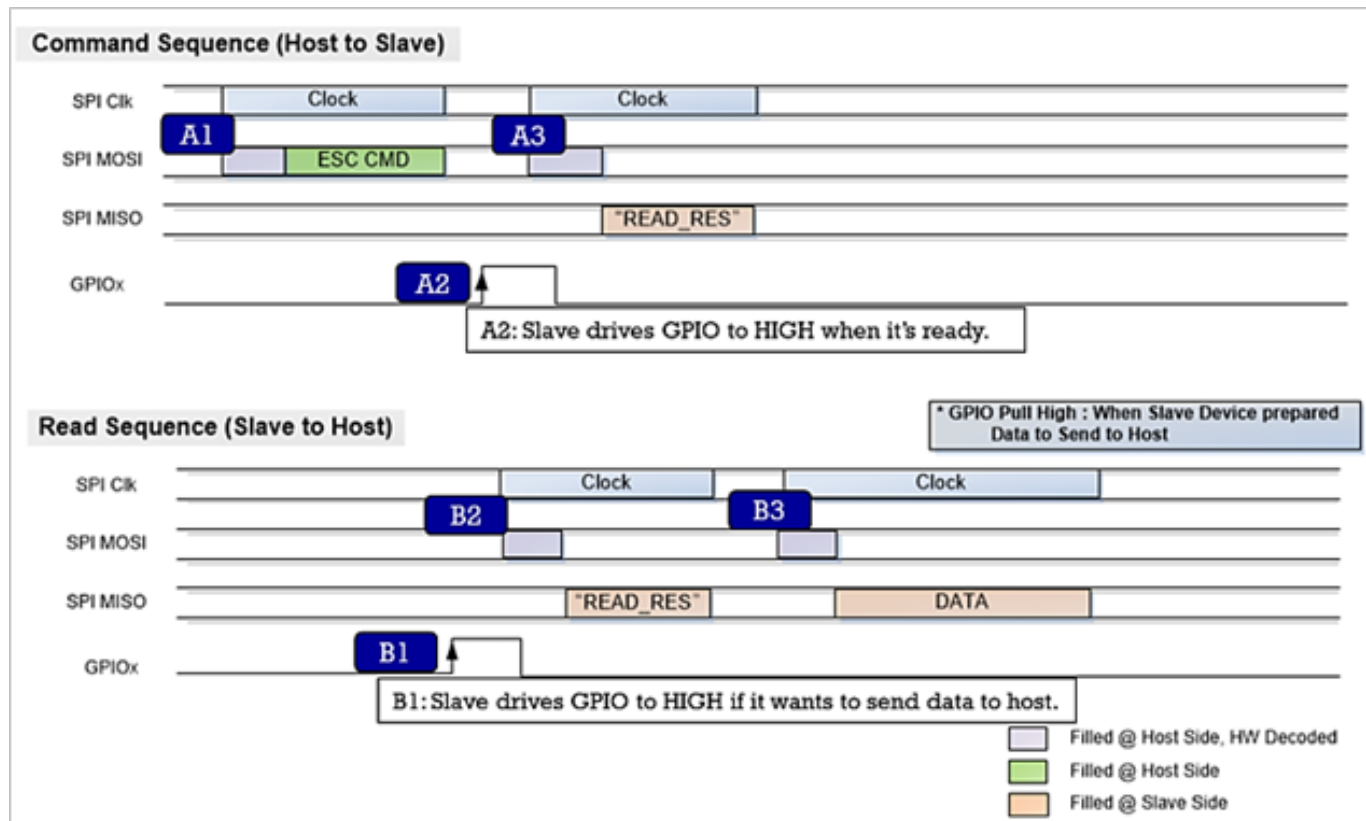 Command Sequence (Host to Slave)
SPI Clk
Clock
Clock
A1
A3
SPI MOSI
ESC CMD
SPI MISO
"READ_RES"
A2
GPIOx
A2: Slave drives GPIO to HIGH when it's ready.
Read Sequence (Slave to Host)
* GPIO Pull High : When Slave Device prepared
Data to Send to Host
SPI Clk
Clock
Clock
B2
B3
SPI MOSI
SPI MISO
"READ_RES"
DATA
B1
GPIOx
B1: Slave drives GPIO to HIGH if it wants to send data to host.
Filled @ Host Side, HW Decoded
Filled @ Host Side
Filled @ Slave Side